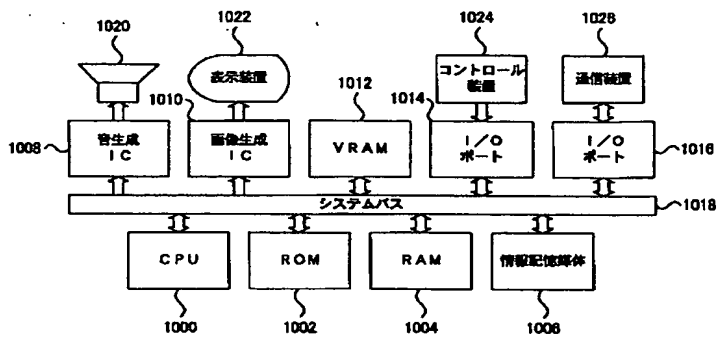 1020
1022
1024
1026
表示装置
コントロール
装置
通信装置
1010
1012
1014
1008
音生成
IC
画像生成
IC
VRAM
I/O
ポート
I/O
ポート
1016
システムバス
1018
CPU
ROM
RAM
情報記憶媒体
1000
1002
1004
1006